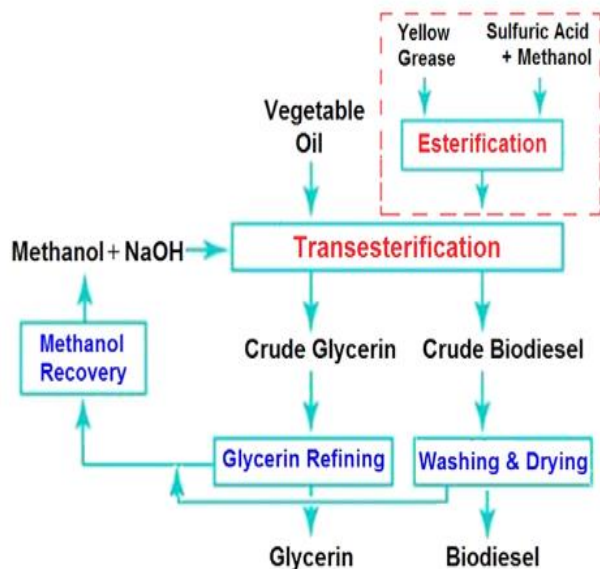 Yellow
Grease
Sulfuric Acid
+ Methanol
Esterification
Vegetable
Oil
Methanol + NaOH
Transesterification
Methanol
Recovery
Crude Glycerin
Crude Biodiesel
Glycerin Refining
Washing & Drying
Glycerin
Biodiesel